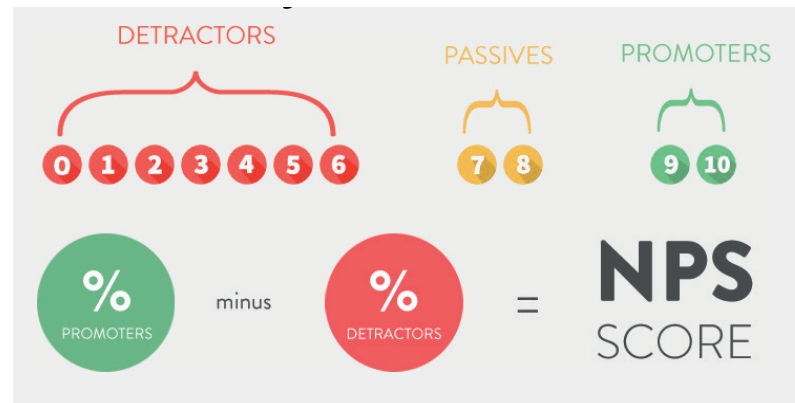 DETRACTORS
PASSIVES
PROMOTERS
0 1 2 3 4 5 6
7 8
9 10
%
PROMOTERS
minus
%
DETRACTORS
=
NPS
SCORE